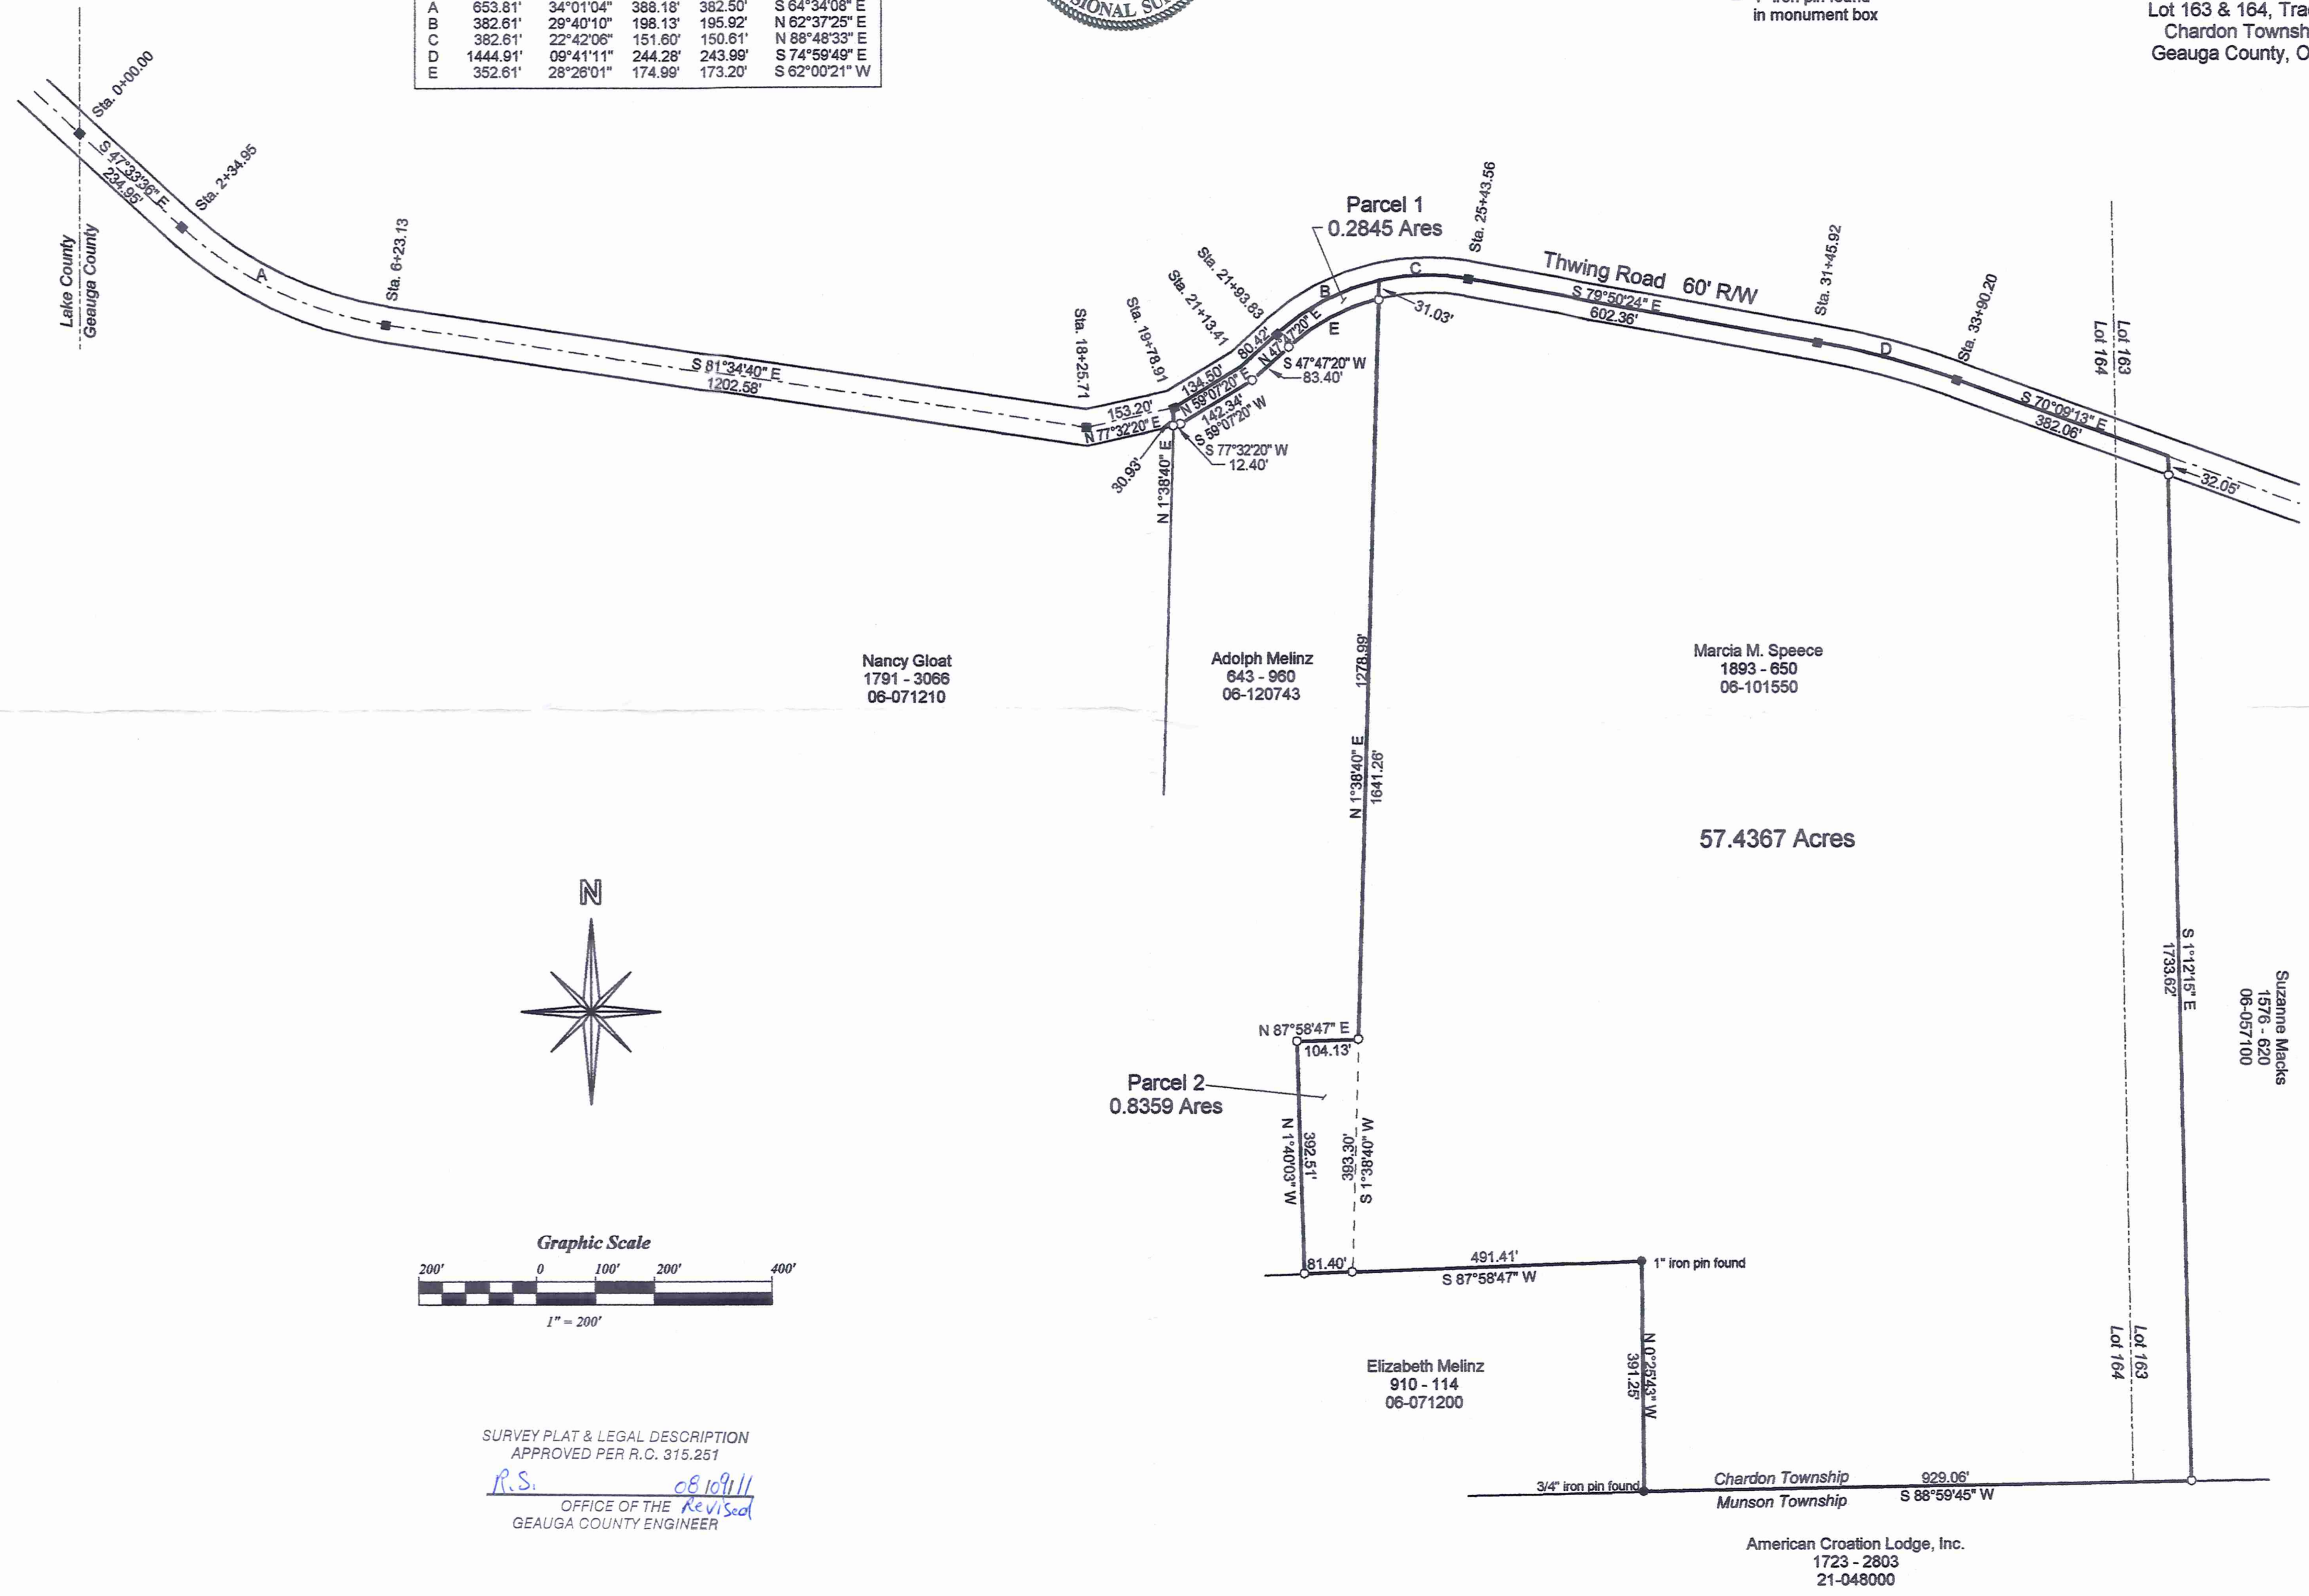 A 653.81' 34°01'04" 388.18' 382.50' S 64°34'08" E
B 382.61' 29°40'10" 198.13' 195.92' N 62°37'25" E
C 382.61' 22°42'06" 151.60' 150.61' N 88°48'33" E
D 1444.91' 09°41'11" 244.28' 243.99' S 74°59'49" E
E 352.61' 28°26'01" 174.99' 173.20' S 62°00'21" W
in monument box
Lot 163 & 164,
Chardon
Geauga County,
Sta. 0+00.00
S 47°33'36" E
234.95'
Sta. 2+34.95
Lake County
Geauga County
A
Sta. 6+23.13
S 81°34'40" E
1202.58'
Sta. 18+25.71
153.20'
N 77°32'20" E
Sta. 19+78.91
Sta. 21+13.41
Sta. 21+93.83
134.50'
N 59°07'20" E
80.42'
N 47°47'20" E
142.34'
S 59°07'20" W
S 47°47'20" W
83.40'
S 77°32'20" W
12.40'
30.93'
N 1°38'40" E
Parcel 1
0.2845 Ares
B
E
C
31.03'
Sta. 25+43.56
Thwing Road 60' R/W
S 79°50'24" E
602.36'
Sta. 31+45.92
D
Sta. 33+90.20
Lot 163
Lot 164
S 70°09'13" E
382.06'
32.05'
Nancy Gloat
1791 - 3066
06-071210
Adolph Melinz
643 - 960
06-120743
Marcia M. Speece
1893 - 650
06-101550
1278.99'
N 1°38'40" E
1641.26'
57.4367 Acres
S 1°12'15" E
1733.62'
Suzanne Macks
1576 - 620
06-057100
N
N 87°58'47" E
104.13'
Parcel 2
0.8359 Ares
N 1°40'03" W
392.51'
393.30'
S 1°38'40" W
81.40'
491.41'
S 87°58'47" W
1" iron pin found
Graphic Scale
200' 0 100' 200' 400'
1" = 200'
Elizabeth Melinz
910 - 114
06-071200
N 0°25'43" W
391.25'
Lot 163
Lot 164
SURVEY PLAT & LEGAL DESCRIPTION
APPROVED PER R.C. 315.251
R.S. 08/09/11
OFFICE OF THE Revised
GEAUGA COUNTY ENGINEER
3/4" iron pin found
Chardon Township
929.06'
Munson Township
S 88°59'45" W
American Croation Lodge, Inc.
1723 - 2803
21-048000